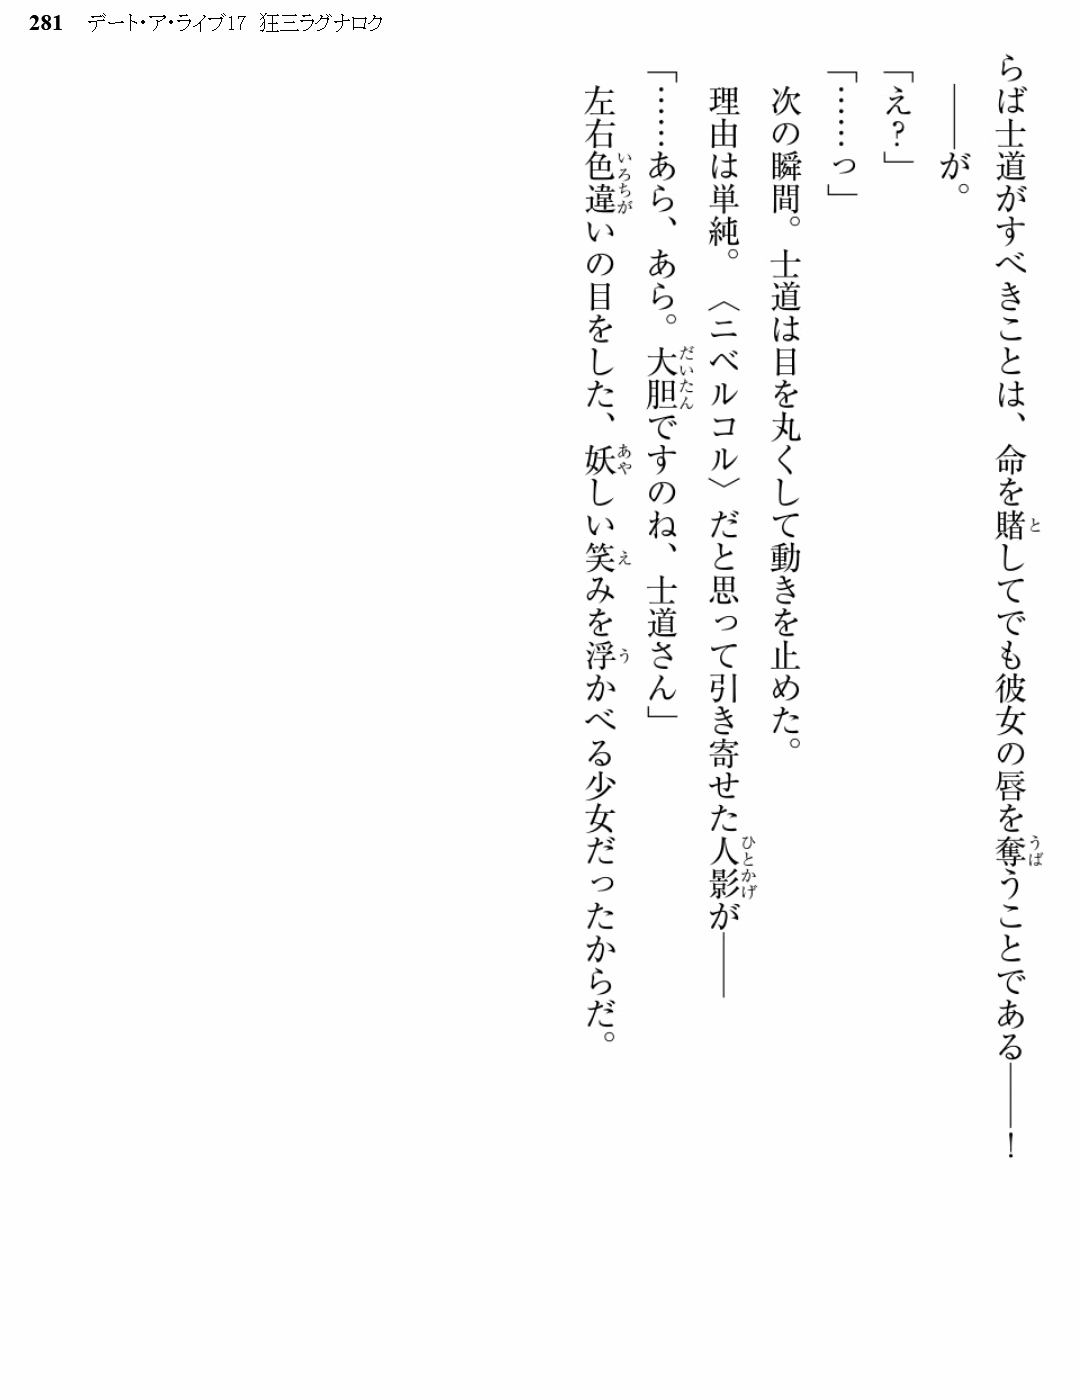 281 デート・ア・ライブ17 狂三ラグナロク
らば士道がすべきことは、命を賭してでも彼女の唇を奪うことである――！
――が。
「え？」
「……っ」
次の瞬間。士道は目を丸くして動きを止めた。
理由は単純。〈ニベルコル〉だと思って引き寄せた人影が――
「……あら、あら。大胆ですのね、士道さん」
左右色違いの目をした、妖しい笑みを浮かべる少女だったからだ。